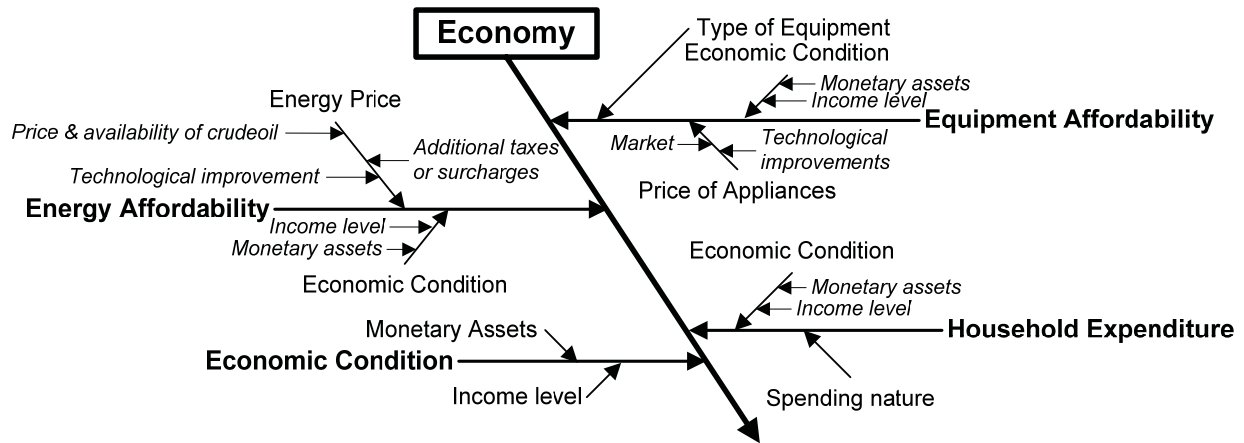 Economy
Type of Equipment
Economic Condition
Monetary assets
Income level
Equipment Affordability
Market
Technological
improvements
Price of Appliances
Energy Price
Price & availability of crudeoil
Additional taxes
or surcharges
Technological improvement
Energy Affordability
Income level
Monetary assets
Economic Condition
Economic Condition
Monetary assets
Income level
Household Expenditure
Spending nature
Monetary Assets
Economic Condition
Income level